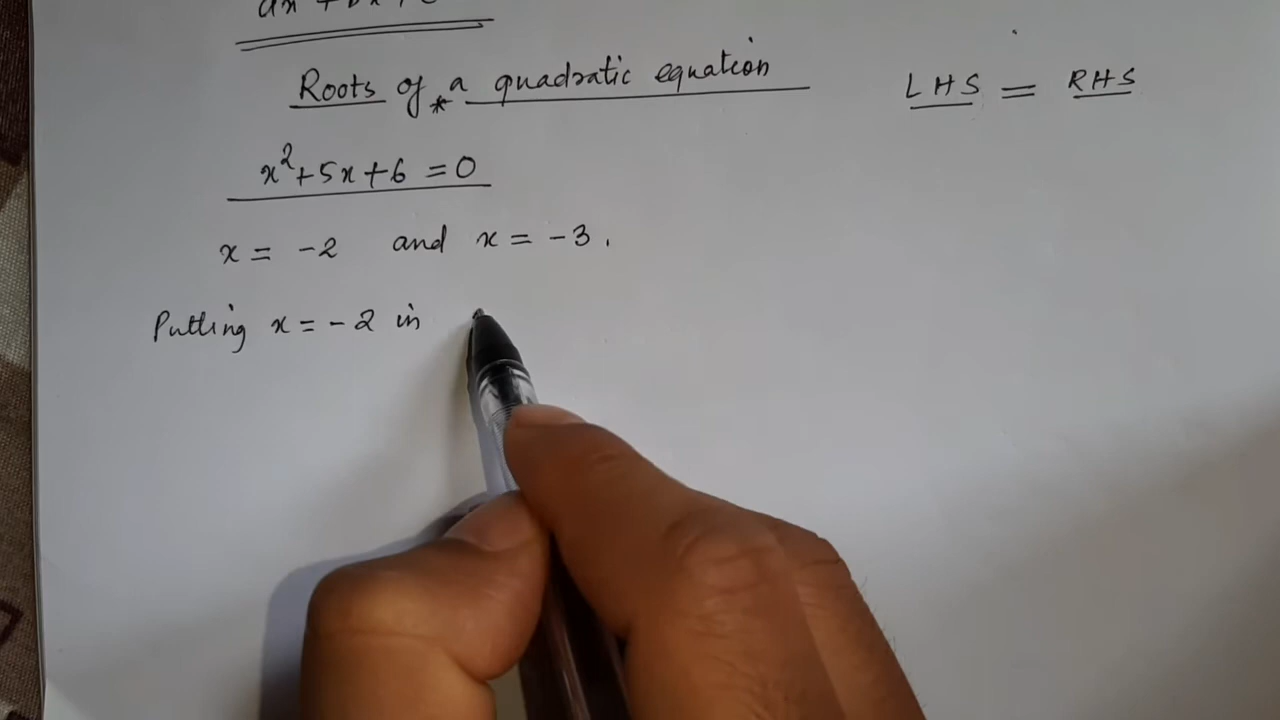 Roots of a quadratic equation
LHS = RHS
x²+5x+6 =0
x = -2 and x = -3.
Putting x = -2 in